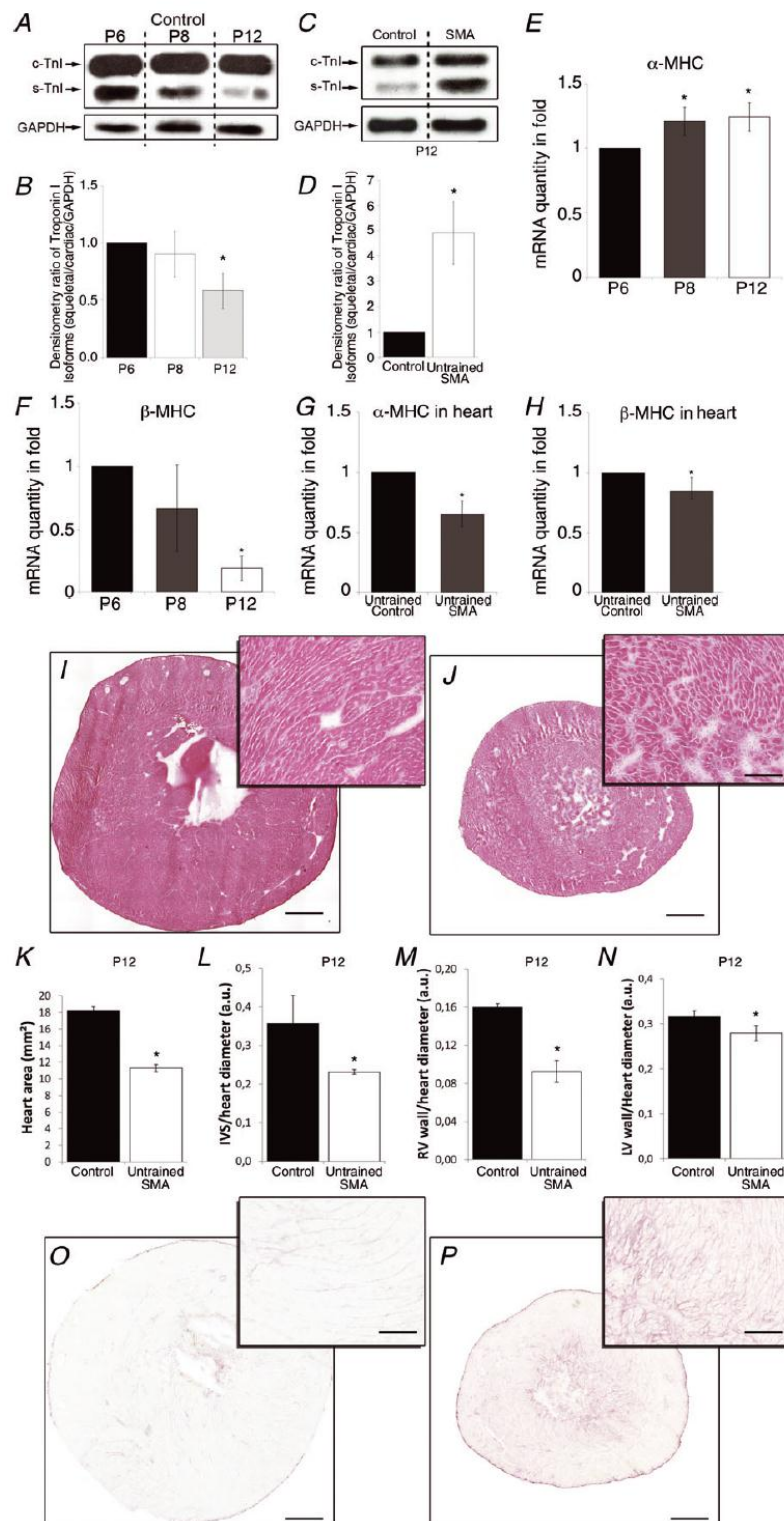 A
Control
P6 P8 P12
c-TnI
s-TnI
GAPDH
C
Control SMA
c-TnI
s-TnI
GAPDH
P12
E
α-MHC
mRNA quantity in fold
1.5
1
0.5
0
* *
P6 P8 P12
B
Densitometry ratio of Troponin I
Isoforms (squeletal/cardiac/GAPDH)
1.5
1.0
0.5
0.0
*
P6 P8 P12
D
Densitometry ratio of Troponin I
Isoforms (squeletal/cardiac/GAPDH)
7
6
5
4
3
2
1
0
*
Control Untrained
SMA
F
β-MHC
mRNA quantity in fold
1.5
1
0.5
0
*
P6 P8 P12
G
α-MHC in heart
mRNA quantity in fold
1.5
1
0.5
0
*
Untrained Untrained
Control SMA
H
β-MHC in heart
mRNA quantity in fold
1.5
1
0.5
0
*
Untrained Untrained
Control SMA
I
J
K
P12
Heart area (mm²)
20
18
16
14
12
10
8
6
4
2
0
*
Control Untrained
SMA
L
P12
IVS/heart diameter (a.u.)
0,5
0,4
0,3
0,2
0,1
0,0
*
Control Untrained
SMA
M
P12
RV wall/heart diameter (a.u.)
0,20
0,16
0,12
0,08
0,04
0,00
*
Control Untrained
SMA
N
P12
LV wall/Heart diameter (a.u.)
0,4
0,3
0,2
0,1
0,0
*
Control Untrained
SMA
O
P